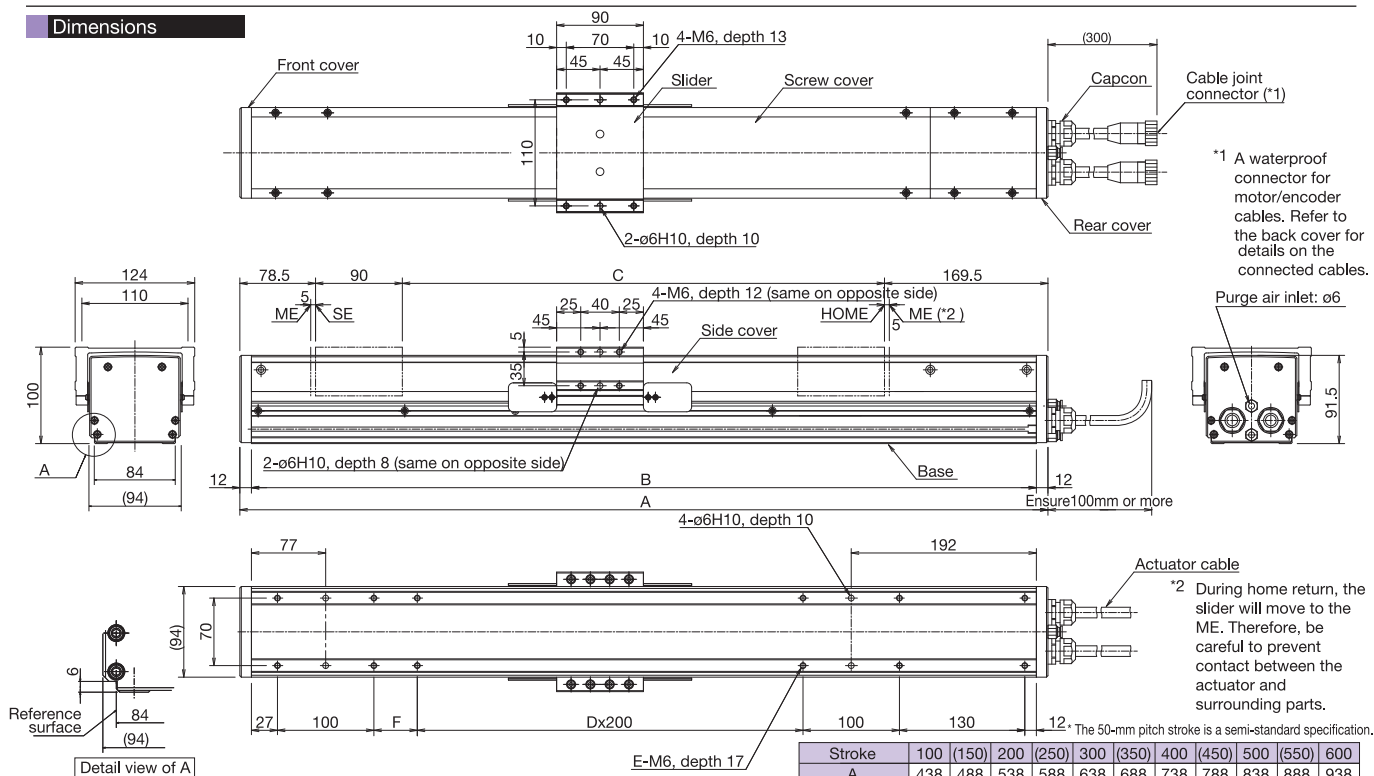 Dimensions
90
10 70 10
45 45
4-M6, depth 13
(300)
Front cover
Slider
Screw cover
Capcon
Cable joint
connector (*1)
110
2-ø6H10, depth 10
Rear cover
*1 A waterproof
connector for
motor/encoder
cables. Refer to
the back cover for
details on the
connected cables.
124
110
78.5 90 C 169.5
5
ME SE
25 40 25
45 45
4-M6, depth 12 (same on opposite side)
HOME ME (*2 )
5
Side cover
Purge air inlet: ø6
5
35
100
91.5
A
84
(94)
2-ø6H10, depth 8 (same on opposite side)
Base
12 B 12
A
Ensure100mm or more
4-ø6H10, depth 10
77 192
Actuator cable
*2 During home return, the
slider will move to the
ME. Therefore, be
careful to prevent
contact between the
actuator and
surrounding parts.
(94)
70
6
Reference
surface
84
(94)
Detail view of A
27 100 F Dx200 100 130 12
E-M6, depth 17
* The 50-mm pitch stroke is a semi-standard specification.
Stroke 100 (150) 200 (250) 300 (350) 400 (450) 500 (550) 600
A 438 488 538 588 638 688 738 788 838 888 938